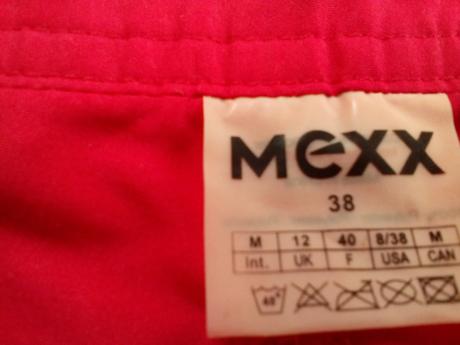 MEXX
38
M 12 40 8/38 M
Int. UK F USA CAN
40°